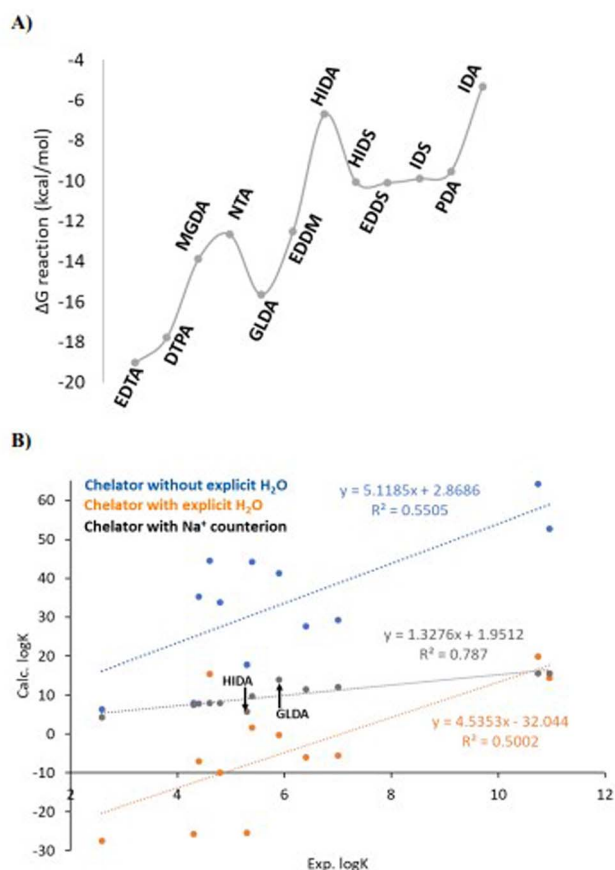 A)
-4
-6
-8
-10
-12
-14
-16
-18
-20
ΔG reaction (kcal/mol)
EDTA
DTPA
MGDA
NTA
GLDA
EDDM
HIDA
HIDS
EDDS
IDS
PDA
IDA
B)
Chelator without explicit H₂O
Chelator with explicit H₂O
Chelator with Na⁺ counterion
y = 5.1185x + 2.8686
R² = 0.5505
y = 1.3276x + 1.9512
R² = 0.787
HIDA
GLDA
y = 4.5353x - 32.044
R² = 0.5002
60
50
40
30
20
10
0
-10
-20
-30
Calc. logK
2
4
6
8
10
12
Exp. logK